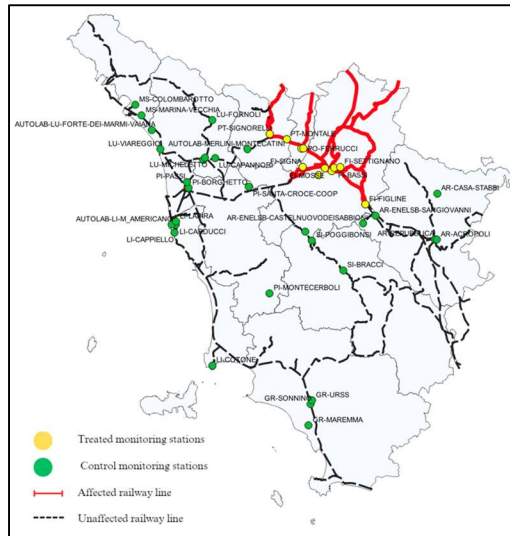 MS-COLOMBAROTTO
MS-MARINA-VECCHIA
AUTOLAB-LU-FORTE-DEI-MARMI-VAIANA
LU-FORNOLI
PT-SIGNORELLI
PT-MONTALE
LU-VIAREGGIO
AUTOLAB-MERLINI-MONTECATINI
PO-FERRUCCI
LU-MICHELETTO
LU-CAPANNORI
FI-SIGNA
FI-SETTIGNANO
PI-PASSI
PI-BORGHETTO
FI-MOSSE
FI-BASSI
PI-SANTA-CROCE-COOP
AR-CASA-STABBI
FI-FIGLINE
AUTOLAB-LI-M_AMERICANO
AR-ENELSB-CASTELNUOVODEISABBIONI
AR-ENELSB-SANGIOVANNI
LI-CARDUCCI
LI-CAPPIELLO
SI-POGGIBONSI
AR-REPUBBLICA
AR-ACROPOLI
SI-BRACCI
PI-MONTECERBOLI
LI-COTONE
GR-URSS
GR-SONNINO
GR-MAREMMA
Treated monitoring stations
Control monitoring stations
Affected railway line
Unaffected railway line